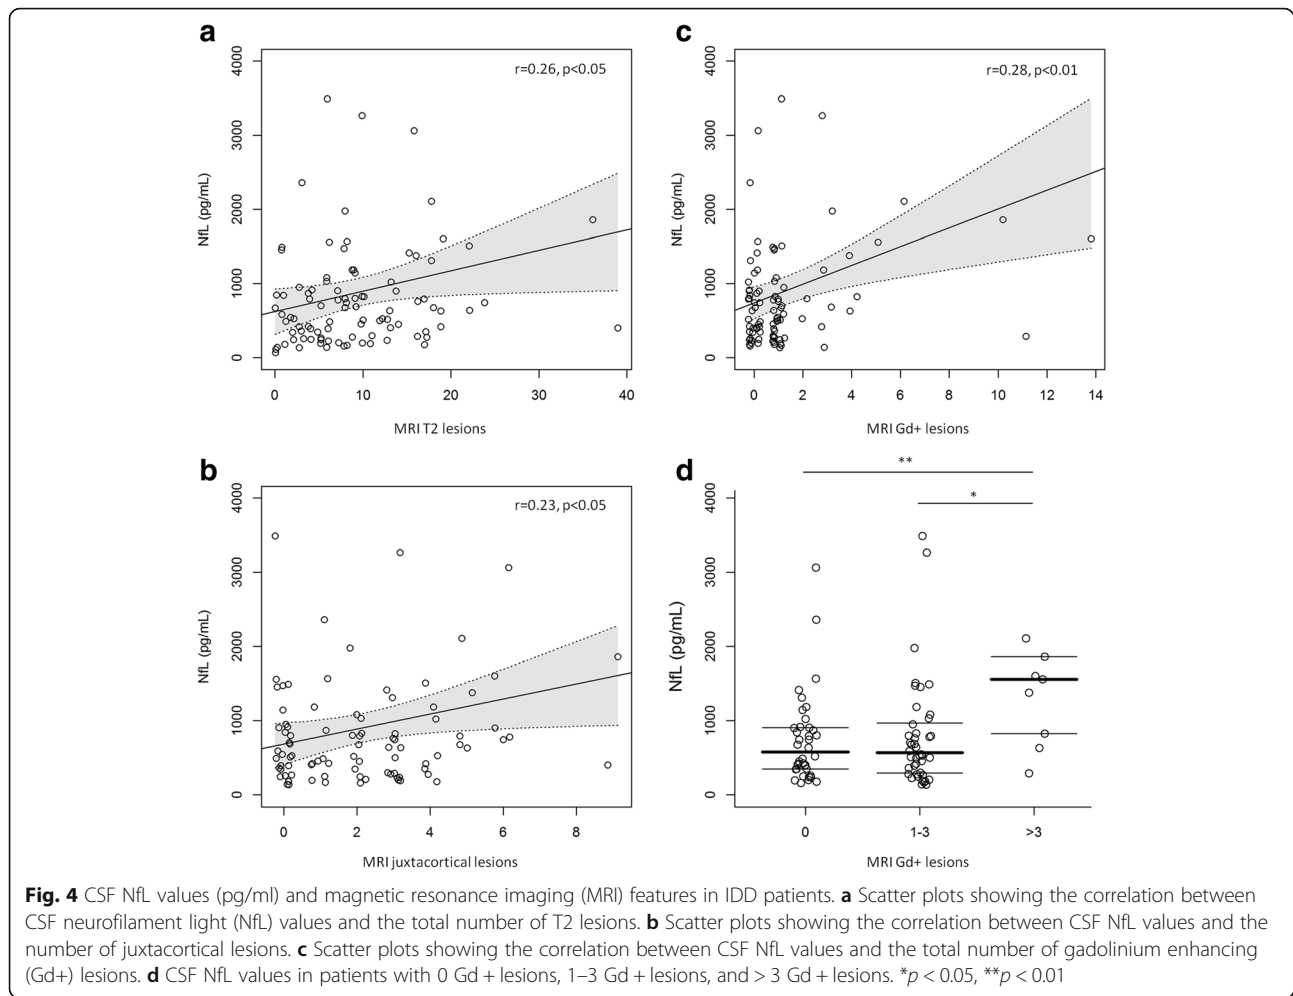 a
4000
3000
2000
1000
0
NfL (pg/mL)
r=0.26, p<0.05
0 10 20 30 40
MRI T2 lesions
c
4000
3000
2000
1000
0
NfL (pg/mL)
r=0.28, p<0.01
0 2 4 6 8 10 12 14
MRI Gd+ lesions
b
4000
3000
2000
1000
0
NfL (pg/mL)
r=0.23, p<0.05
0 2 4 6 8
MRI juxtacortical lesions
d
**
*
4000
3000
2000
1000
0
NfL (pg/mL)
0 1-3 >3
MRI Gd+ lesions
Fig. 4 CSF NfL values (pg/ml) and magnetic resonance imaging (MRI) features in IDD patients. a Scatter plots showing the correlation between
CSF neurofilament light (NfL) values and the total number of T2 lesions. b Scatter plots showing the correlation between CSF NfL values and the
number of juxtacortical lesions. c Scatter plots showing the correlation between CSF NfL values and the total number of gadolinium enhancing
(Gd+) lesions. d CSF NfL values in patients with 0 Gd + lesions, 1–3 Gd + lesions, and > 3 Gd + lesions. *p < 0.05, **p < 0.01